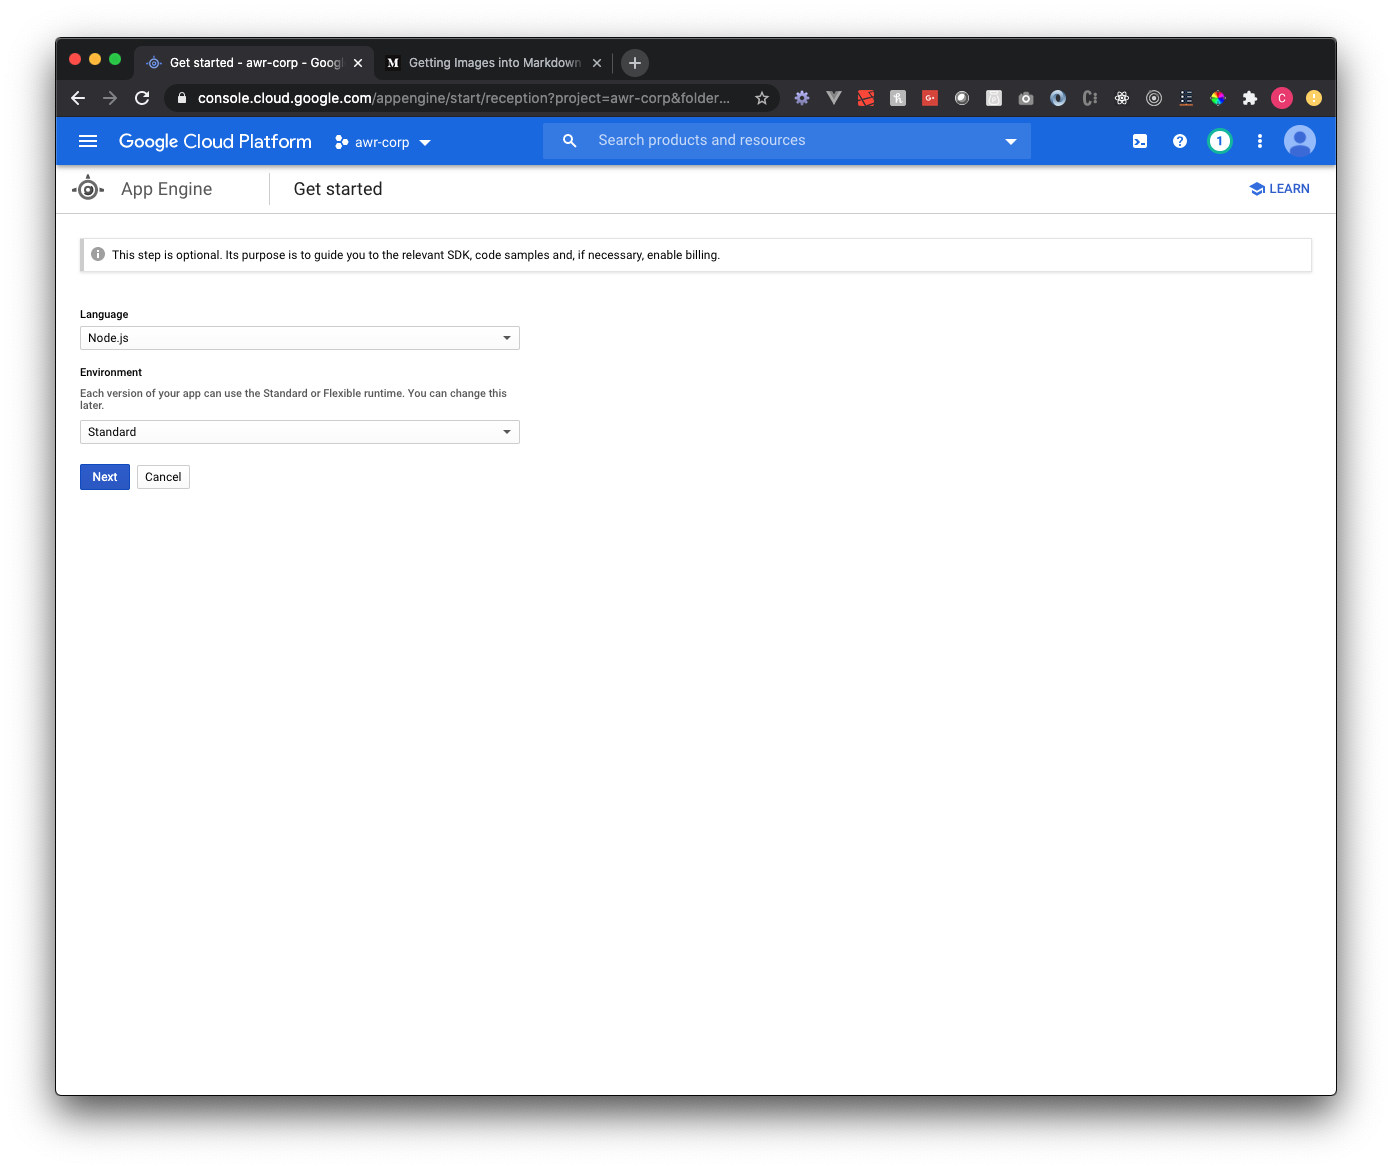 Get started - awr-corp - Goog
Getting Images into Markdown
console.cloud.google.com/appengine/start/reception?project=awr-corp&folder...
G+
C
Google Cloud Platform
awr-corp
Search products and resources
?
1
App Engine
Get started
LEARN
This step is optional. Its purpose is to guide you to the relevant SDK, code samples and, if necessary, enable billing.
Language
Node.js
Environment
Each version of your app can use the Standard or Flexible runtime. You can change this
later.
Standard
Next
Cancel